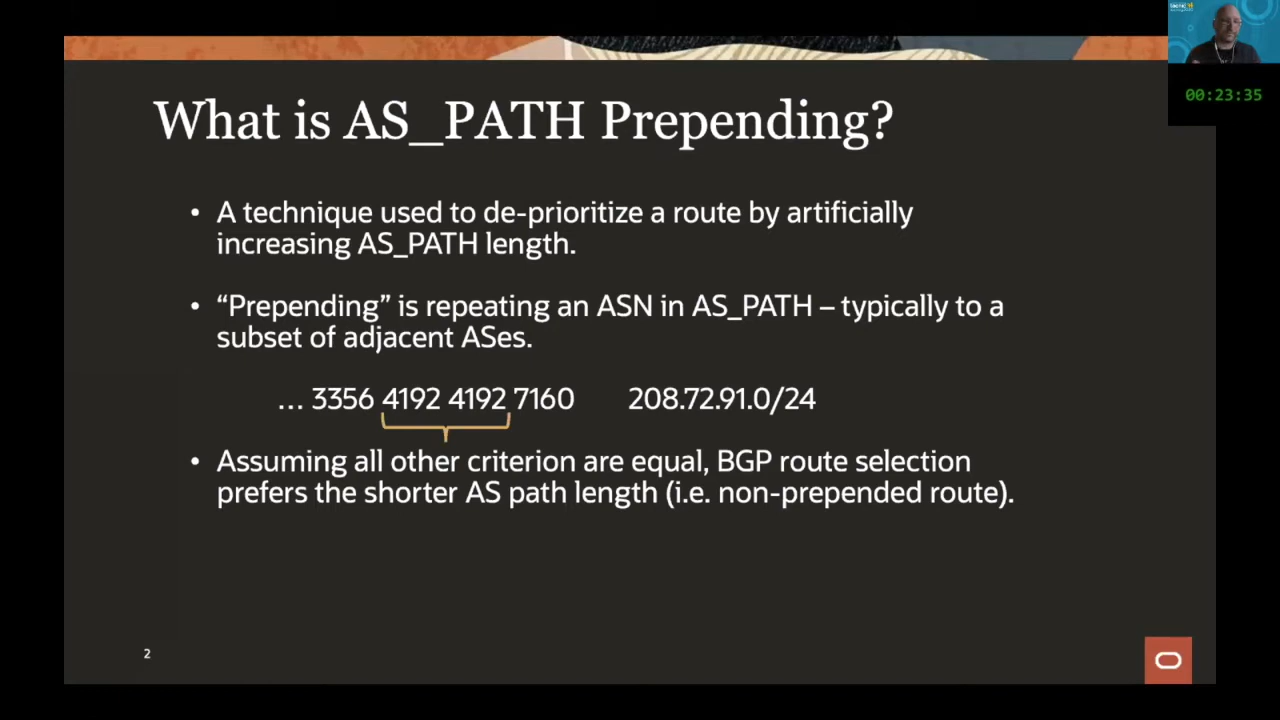 00:23:35
What is AS_PATH Prepending?
• A technique used to de-prioritize a route by artificially
increasing AS_PATH length.
• “Prepending” is repeating an ASN in AS_PATH – typically to a
subset of adjacent ASes.
... 3356 4192 4192 7160 208.72.91.0/24
• Assuming all other criterion are equal, BGP route selection
prefers the shorter AS path length (i.e. non-prepended route).
2